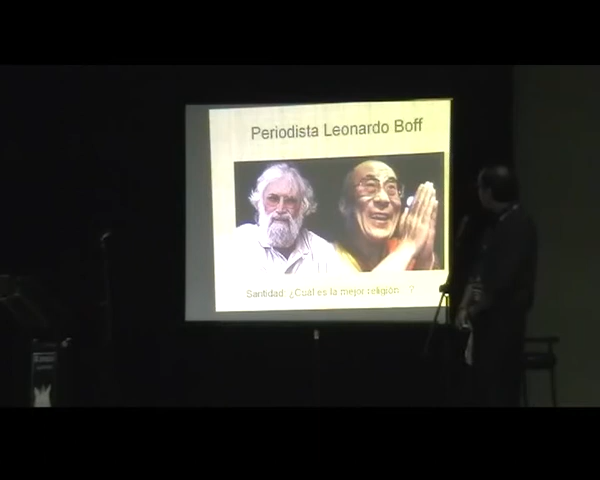 Periodista Leonardo Boff
Santidad ¿Cuál es la mejor religión ...?